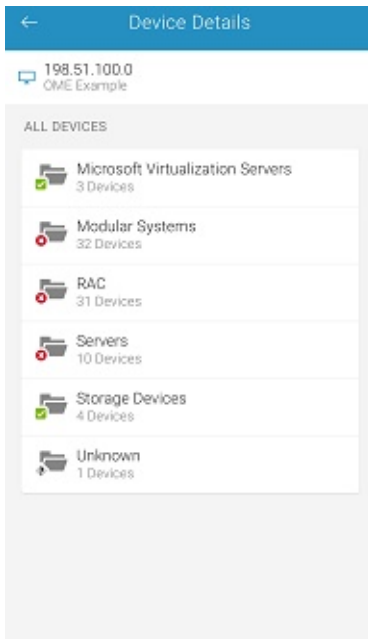 Device Details
198.51.100.0
OME Example
ALL DEVICES
Microsoft Virtualization Servers
3 Devices
Modular Systems
32 Devices
RAC
31 Devices
Servers
10 Devices
Storage Devices
4 Devices
Unknown
1 Devices